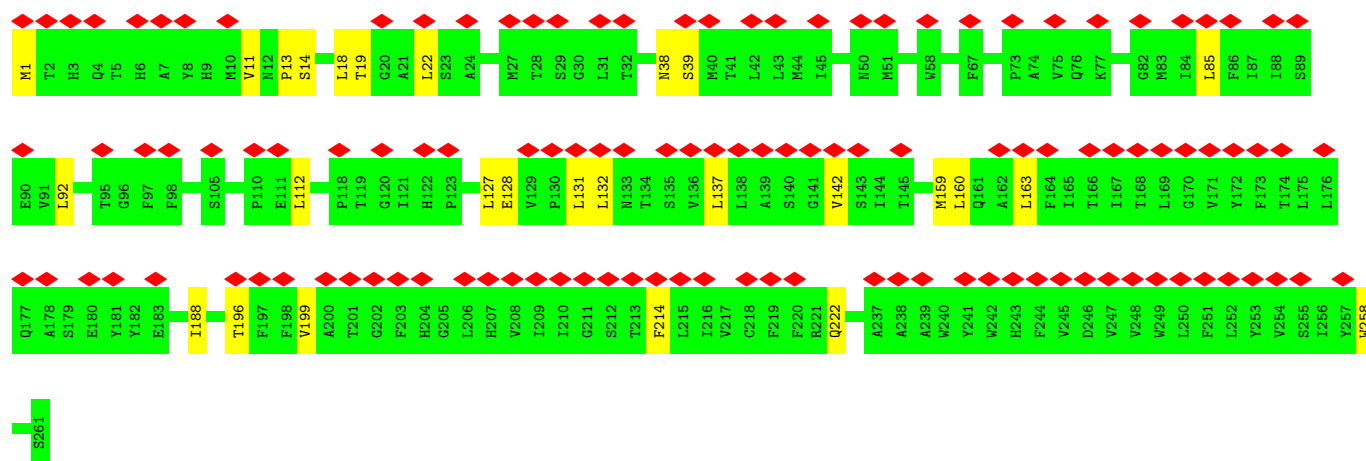 M1 T2 H3 Q4 T5 H6 A7 Y8 H9 M10 V11 N12 P13 S14 L18 T19 G20 A21 L22 S23 A24 M27 T28 S29 G30 L31 T32 N38 S39 M40 T41 L42 L43 M44 I45 N50 M51 W58 F67 P73 A74 V75 Q76 K77 G82 M83 I84 L85 F86 I87 I88 S89
E90 V91 L92 T95 G96 F97 F98 S105 P110 E111 L112 P118 T119 G120 I121 H122 P123 L127 E128 V129 P130 L131 L132 N133 T134 S135 V136 L137 L138 A139 S140 G141 V142 S143 I144 T145 M159 L160 Q161 A162 L163 F164 I165 T166 I167 T168 L169 G170 V171 Y172 F173 T174 L175 L176
Q177 A178 S179 E180 Y181 Y182 E183 I188 T196 F197 F198 V199 A200 T201 G202 F203 H204 G205 L206 H207 V208 I209 I210 G211 S212 T213 F214 L215 I216 V217 C218 F219 F220 R221 Q222 A237 A238 A239 W240 Y241 W242 H243 F244 V245 D246 V247 V248 W249 L250 F251 L252 Y253 V254 S255 I256 Y257 W258
S261